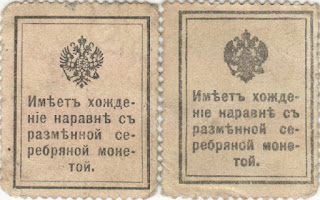 Имѣетъ хожде-
ніе наравнѣ съ
размѣнной се-
ребряной моне-
той.
Имѣетъ хожде-
ніе наравнѣ съ
размѣнной се-
ребряной моне-
той.